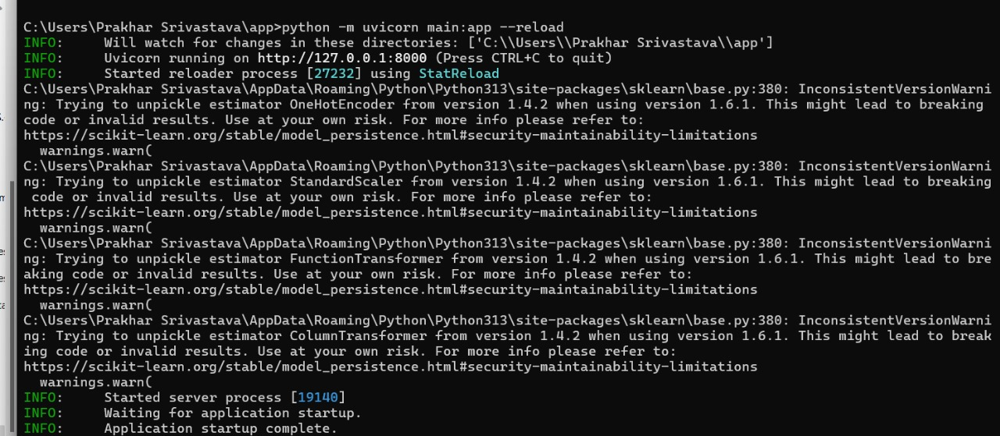 C:\Users\Prakhar Srivastava\app>python -m uvicorn main:app --reload
INFO:     Will watch for changes in these directories: ['C:\\Users\\Prakhar Srivastava\\app']
INFO:     Uvicorn running on http://127.0.0.1:8000 (Press CTRL+C to quit)
INFO:     Started reloader process [27232] using StatReload
C:\Users\Prakhar Srivastava\AppData\Roaming\Python\Python313\site-packages\sklearn\base.py:380: InconsistentVersionWarni
ng: Trying to unpickle estimator OneHotEncoder from version 1.4.2 when using version 1.6.1. This might lead to breaking
code or invalid results. Use at your own risk. For more info please refer to:
https://scikit-learn.org/stable/model_persistence.html#security-maintainability-limitations
  warnings.warn(
C:\Users\Prakhar Srivastava\AppData\Roaming\Python\Python313\site-packages\sklearn\base.py:380: InconsistentVersionWarni
ng: Trying to unpickle estimator StandardScaler from version 1.4.2 when using version 1.6.1. This might lead to breaking
 code or invalid results. Use at your own risk. For more info please refer to:
https://scikit-learn.org/stable/model_persistence.html#security-maintainability-limitations
  warnings.warn(
C:\Users\Prakhar Srivastava\AppData\Roaming\Python\Python313\site-packages\sklearn\base.py:380: InconsistentVersionWarni
ng: Trying to unpickle estimator FunctionTransformer from version 1.4.2 when using version 1.6.1. This might lead to bre
aking code or invalid results. Use at your own risk. For more info please refer to:
https://scikit-learn.org/stable/model_persistence.html#security-maintainability-limitations
  warnings.warn(
C:\Users\Prakhar Srivastava\AppData\Roaming\Python\Python313\site-packages\sklearn\base.py:380: InconsistentVersionWarni
ng: Trying to unpickle estimator ColumnTransformer from version 1.4.2 when using version 1.6.1. This might lead to break
ing code or invalid results. Use at your own risk. For more info please refer to:
https://scikit-learn.org/stable/model_persistence.html#security-maintainability-limitations
  warnings.warn(
INFO:     Started server process [19140]
INFO:     Waiting for application startup.
INFO:     Application startup complete.